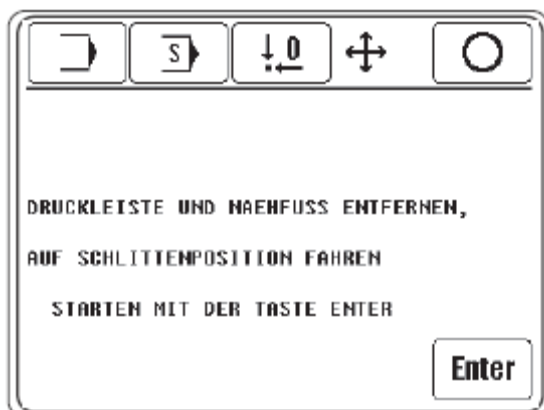 S
0
DRUCKLEISTE UND NAEHFUSS ENTFERNEN,
AUF SCHLITTENPOSITION FAHREN
STARTEN MIT DER TASTE ENTER
Enter